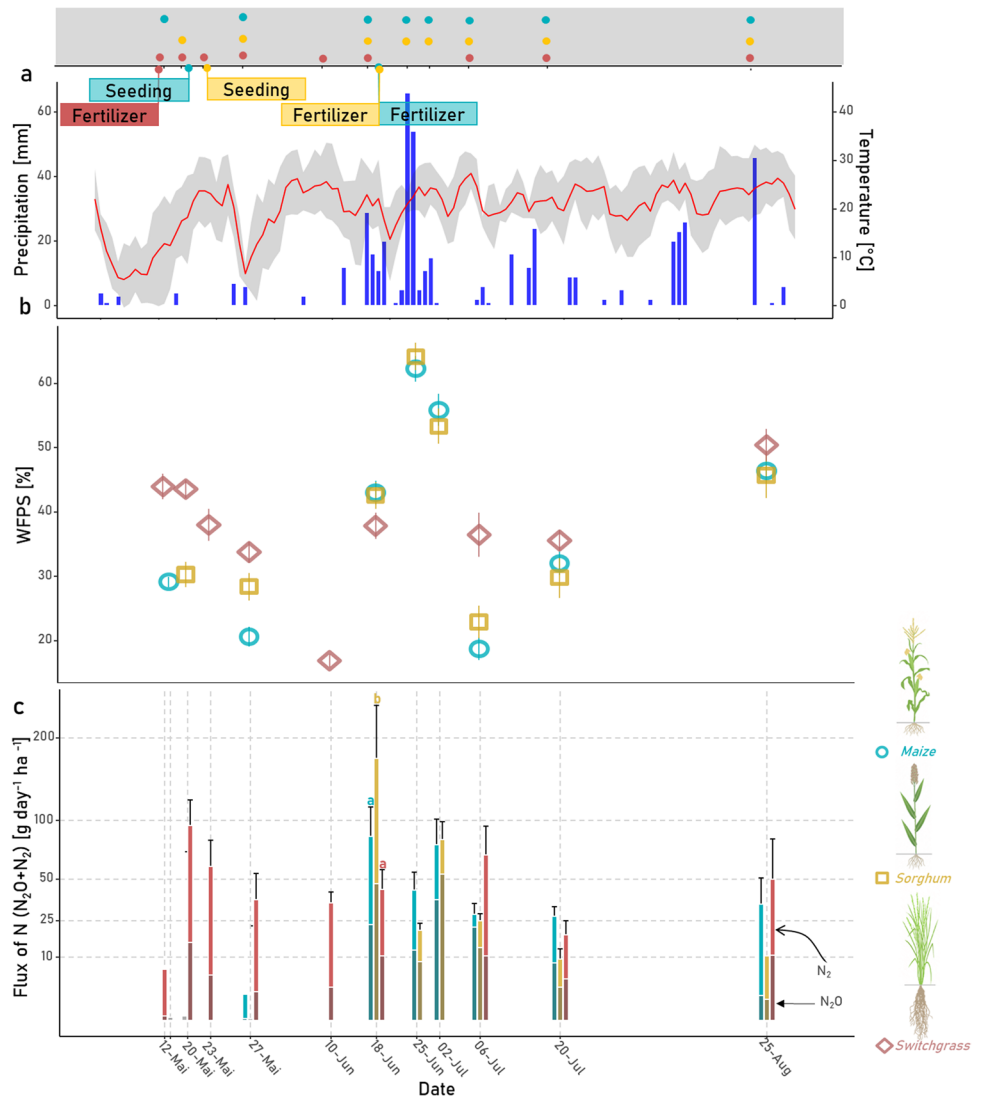 a
Seeding
Seeding
Fertilizer
Fertilizer
Fertilizer
Precipitation [mm]
60
40
20
0
Temperature [°C]
40
30
20
10
0
b
WFPS [%]
60
50
40
30
20
c
Flux of N (N₂O+N₂) [g day⁻¹ ha ⁻¹]
200
100
50
25
10
a
b
a
N₂
N₂O
12-Mai
20-Mai
23-Mai
27-Mai
10-Jun
18-Jun
25-Jun
02-Jul
06-Jul
20-Jul
25-Aug
Date
Maize
Sorghum
Switchgrass